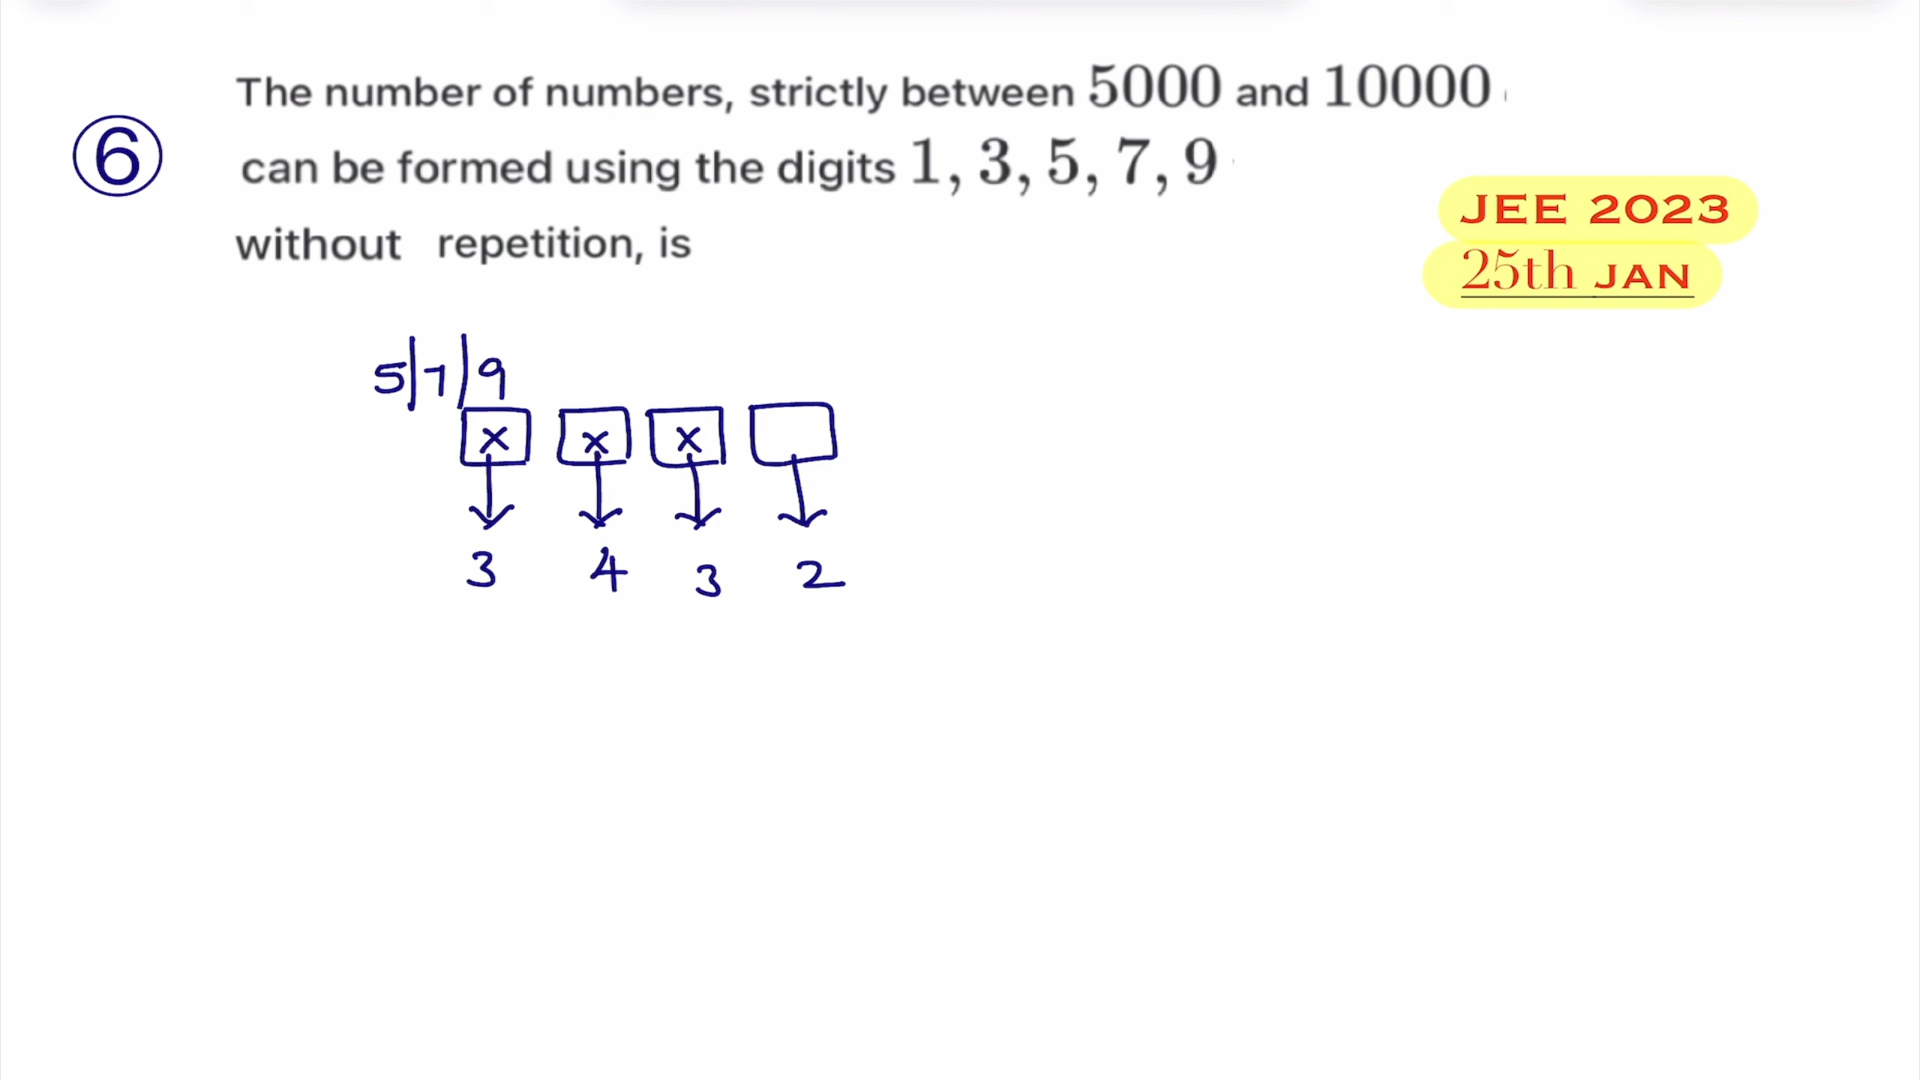 The number of numbers, strictly between 5000 and 10000
⑥
can be formed using the digits 1, 3, 5, 7, 9
without repetition, is
JEE 2023
25th JAN
5|7|9
x x x
3 4 3 2